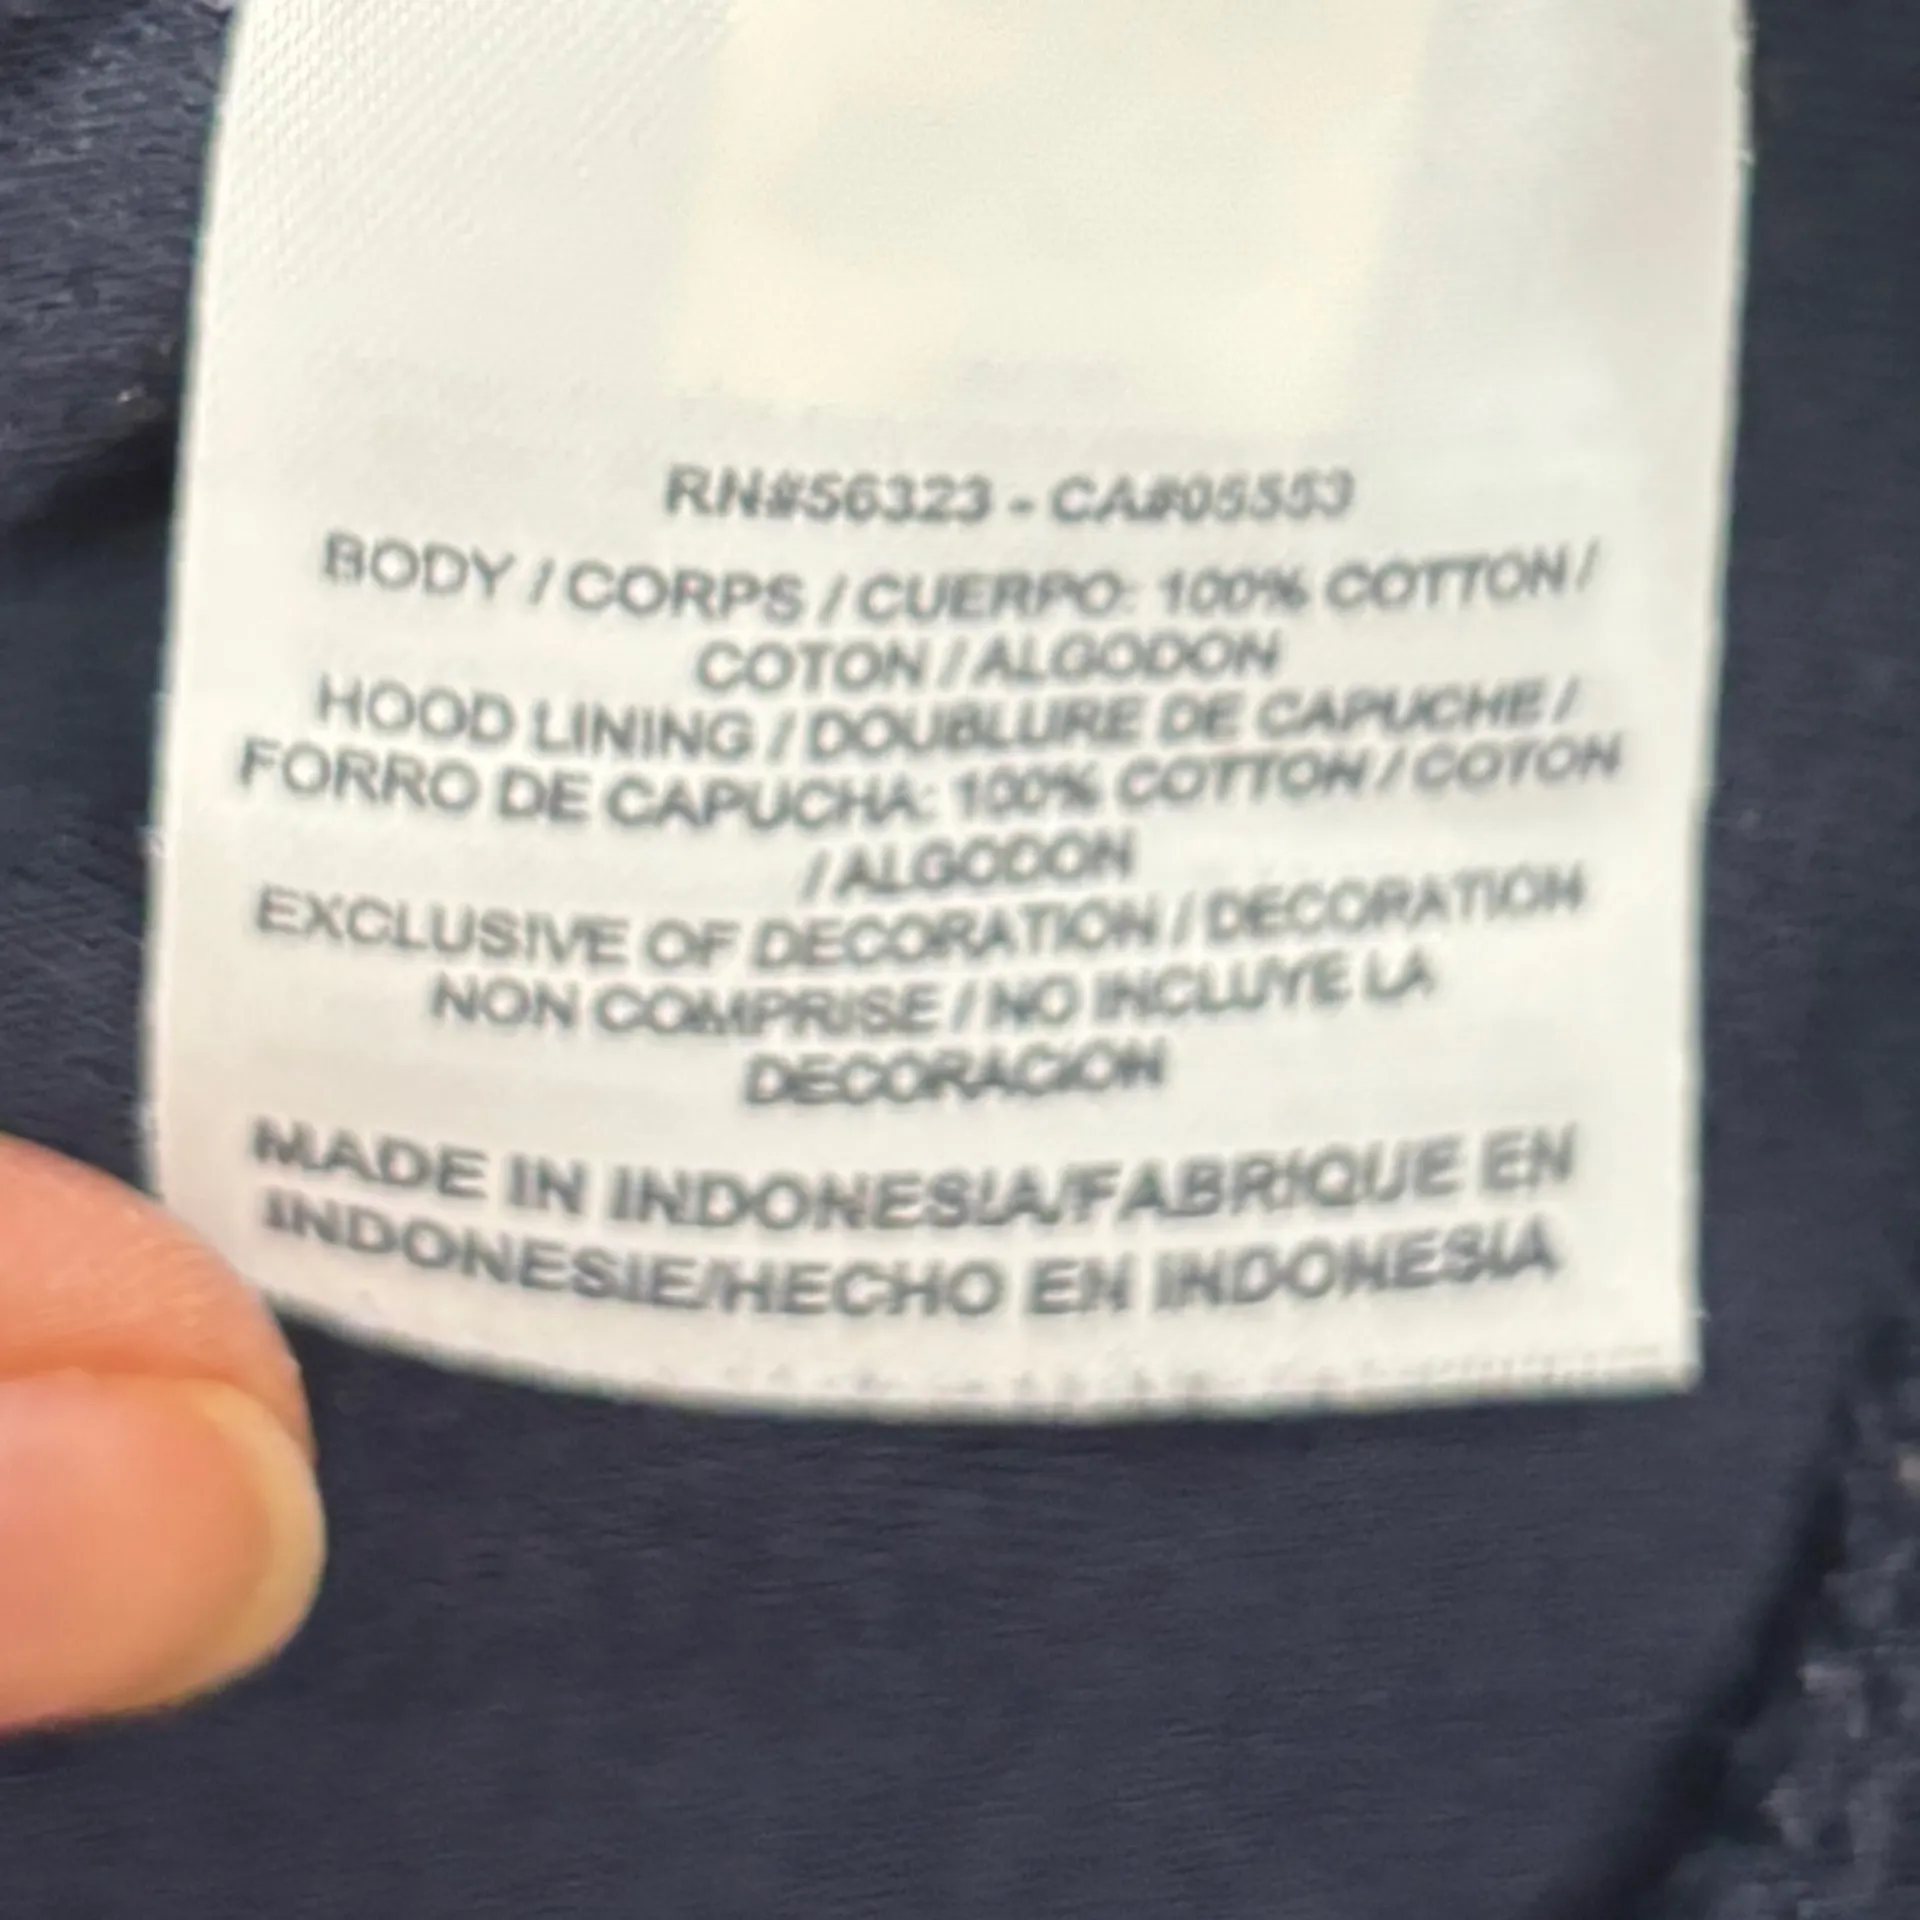 RN#56323 - CA#05553
BODY / CORPS / CUERPO: 100% COTTON /
COTON / ALGODON
HOOD LINING / DOUBLURE DE CAPUCHE /
FORRO DE CAPUCHA: 100% COTTON / COTON
/ ALGODON
EXCLUSIVE OF DECORATION / DECORATION
NON COMPRISE / NO INCLUYE LA
DECORACION
MADE IN INDONESIA/FABRIQUE EN
INDONESIE/HECHO EN INDONESIA